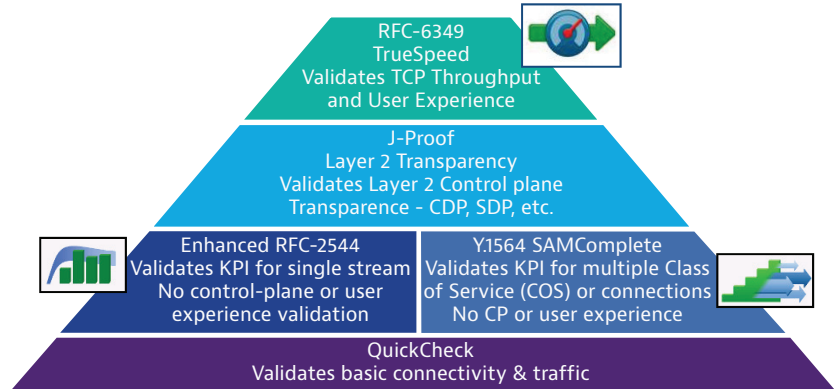 RFC-6349
TrueSpeed
Validates TCP Throughput
and User Experience
J-Proof
Layer 2 Transparency
Validates Layer 2 Control plane
Transparence - CDP, SDP, etc.
Enhanced RFC-2544
Validates KPI for single stream
No control-plane or user
experience validation
Y.1564 SAMComplete
Validates KPI for multiple Class
of Service (COS) or connections
No CP or user experience
QuickCheck
Validates basic connectivity & traffic